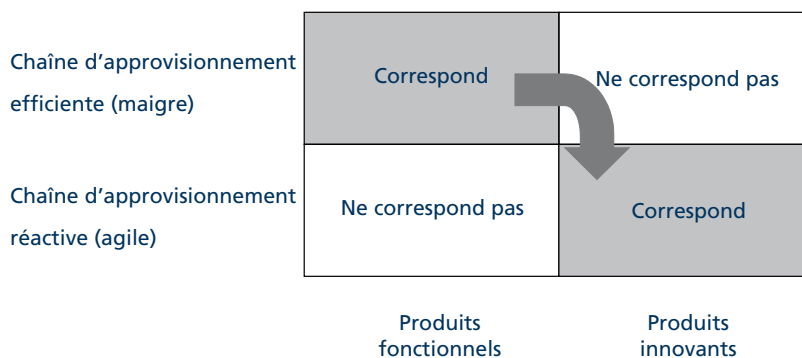 Chaîne d’approvisionnement
efficiente (maigre)
Correspond
Ne correspond pas
Chaîne d’approvisionnement
réactive (agile)
Ne correspond pas
Correspond
Produits
fonctionnels
Produits
innovants